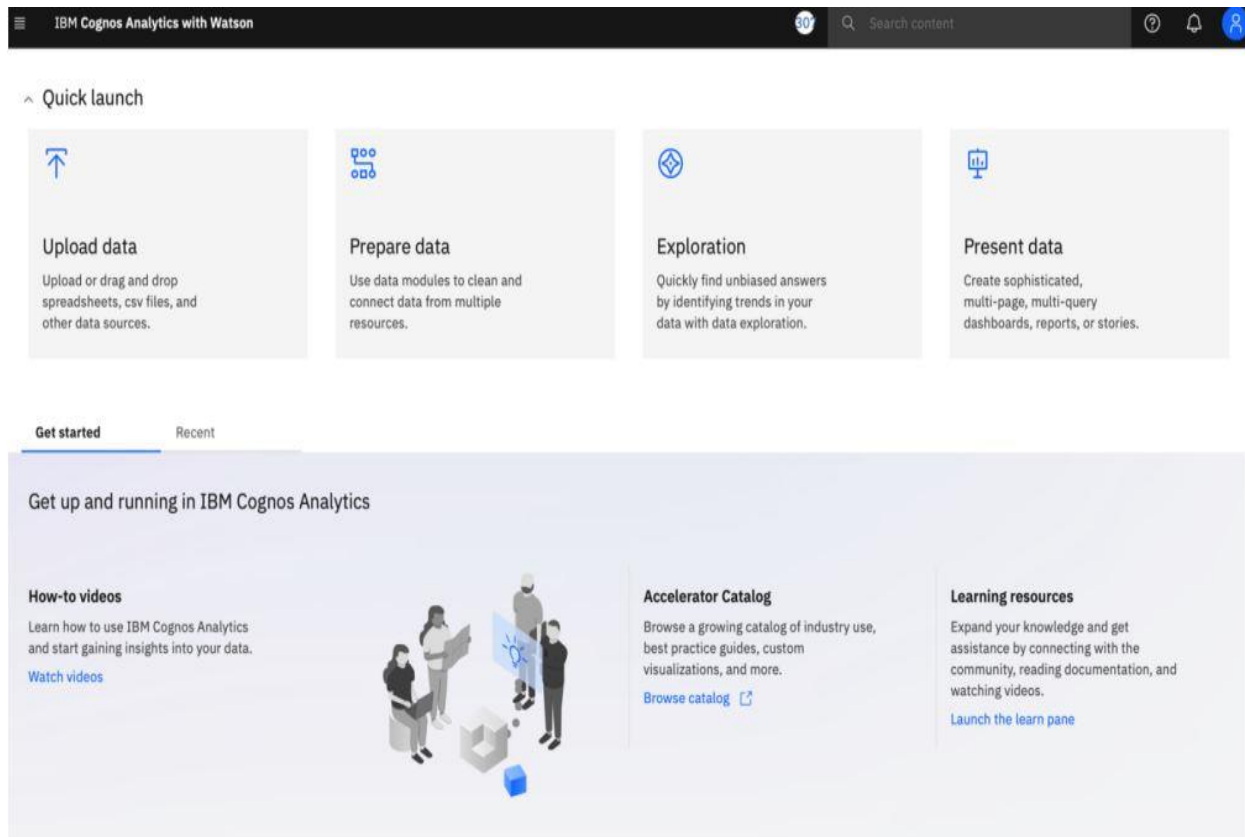 IBM Cognos Analytics with Watson
Search content
Quick launch
Upload data
Upload or drag and drop
spreadsheets, csv files, and
other data sources.
Prepare data
Use data modules to clean and
connect data from multiple
resources.
Exploration
Quickly find unbiased answers
by identifying trends in your
data with data exploration.
Present data
Create sophisticated,
multi-page, multi-query
dashboards, reports, or stories.
Get started
Recent
Get up and running in IBM Cognos Analytics
How-to videos
Learn how to use IBM Cognos Analytics
and start gaining insights into your data.
Watch videos
Accelerator Catalog
Browse a growing catalog of industry use,
best practice guides, custom
visualizations, and more.
Browse catalog
Learning resources
Expand your knowledge and get
assistance by connecting with the
community, reading documentation, and
watching videos.
Launch the learn pane